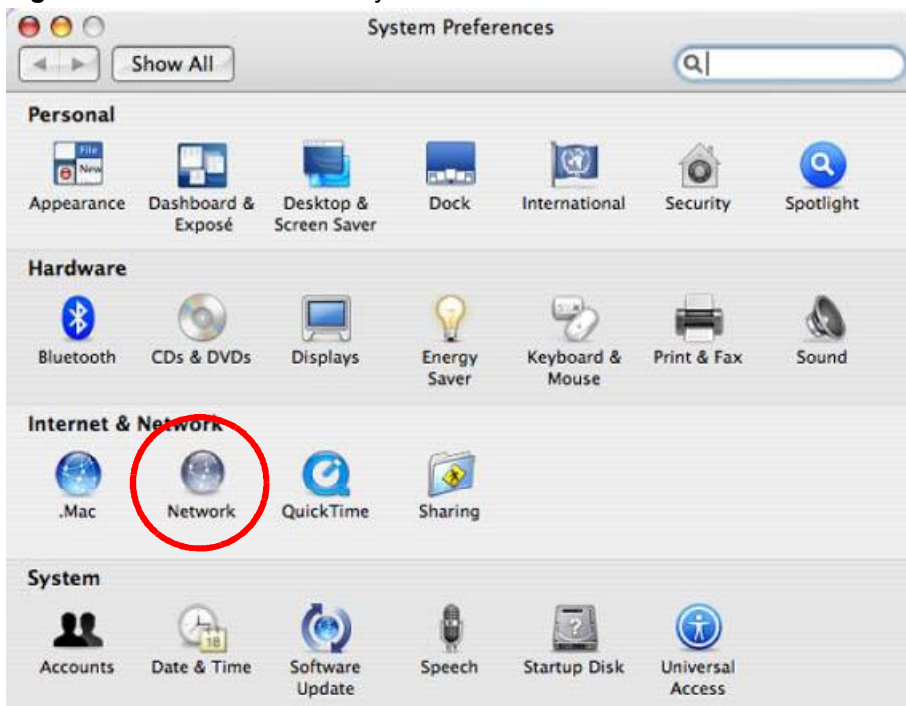 System Preferences
Show All
Personal
File
New
Appearance
Dashboard &
Exposé
Desktop &
Screen Saver
Dock
International
Security
Spotlight
Hardware
Bluetooth
CDs & DVDs
Displays
Energy
Saver
Keyboard &
Mouse
Print & Fax
Sound
Internet & Network
.Mac
Network
QuickTime
Sharing
System
18
?
Accounts
Date & Time
Software
Update
Speech
Startup Disk
Universal
Access